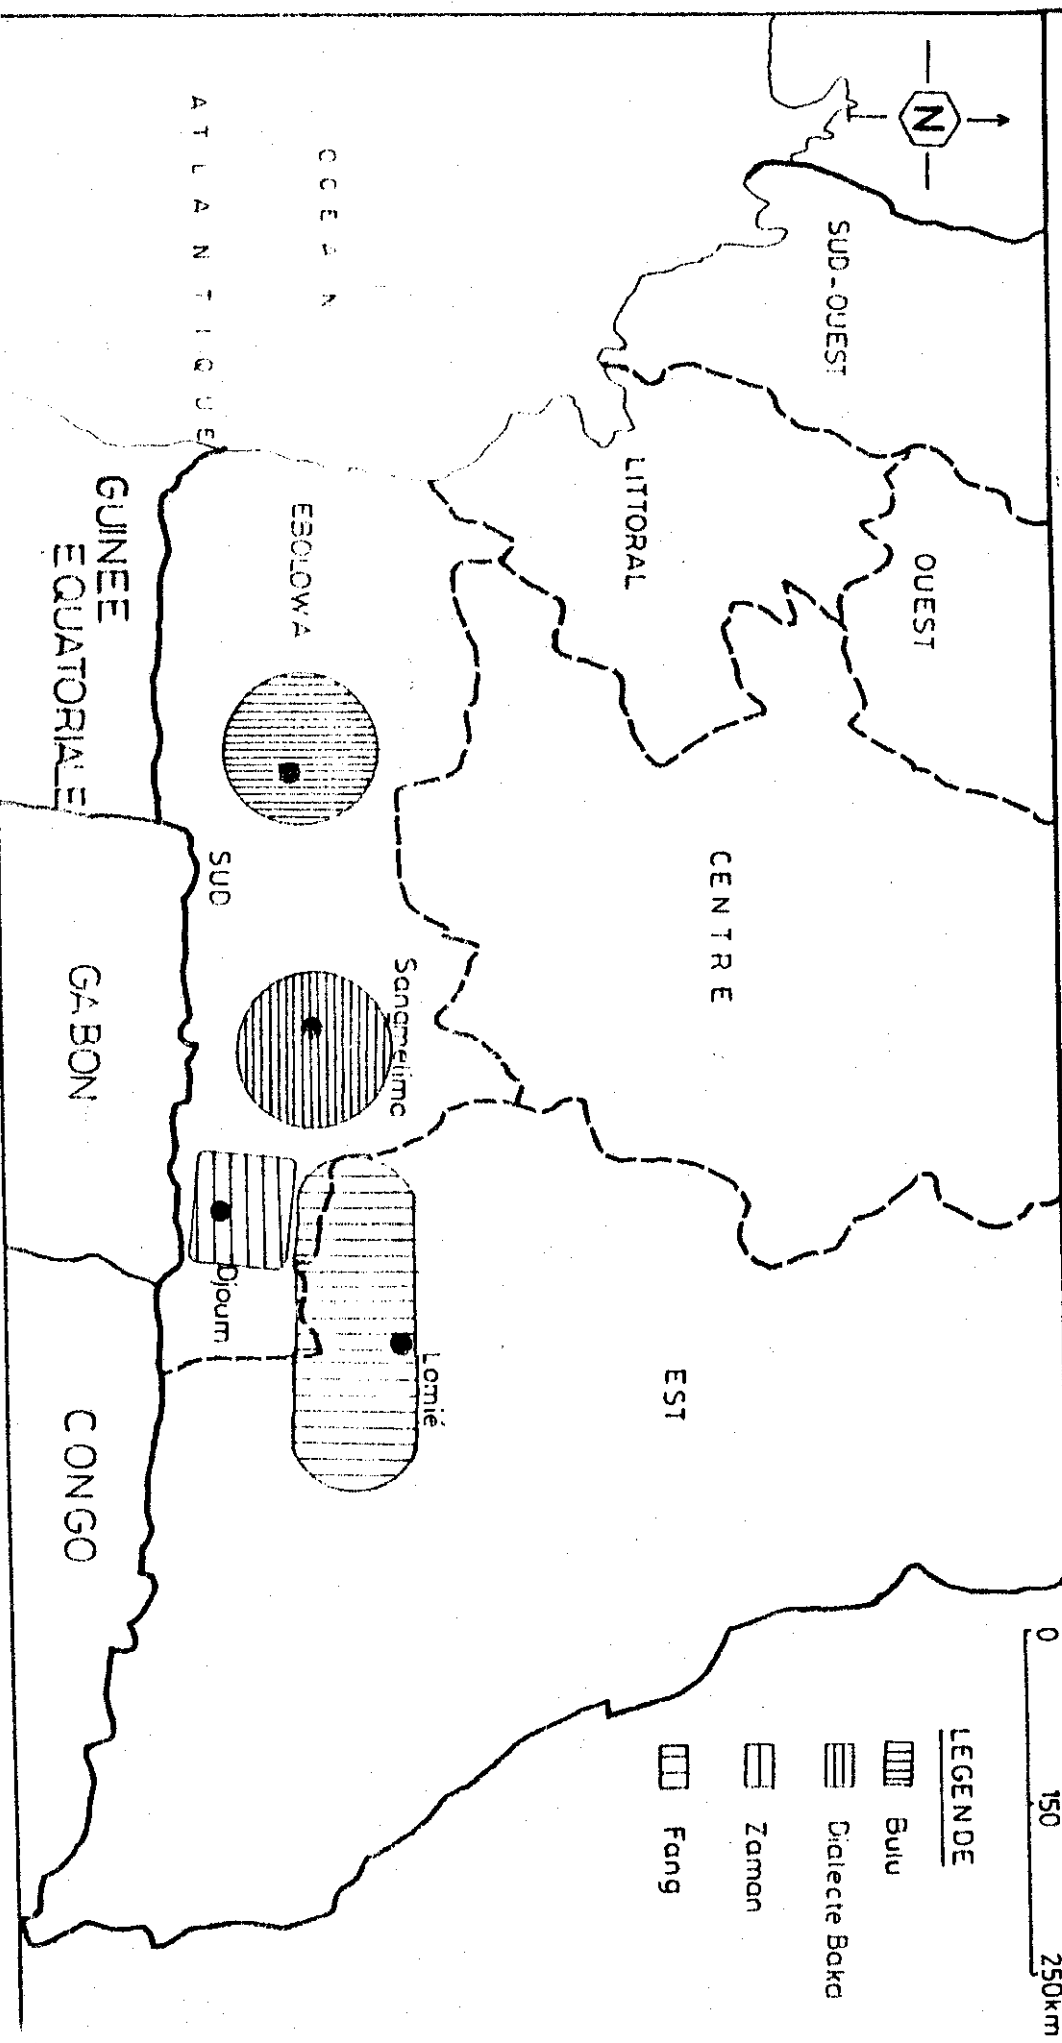 N
SUD-OUEST
OUEST
LITTORAL
CENTRE
EST
OCEAN
ATLANTIQUE
EBOLOWA
SUD
Sangmelimc
Djoum
Lomié
GUINEE
EQUATORIALE
GABON
CONGO
0 150 250km
LEGENDE
Bulu
Dialecte Baka
Zaman
Fang